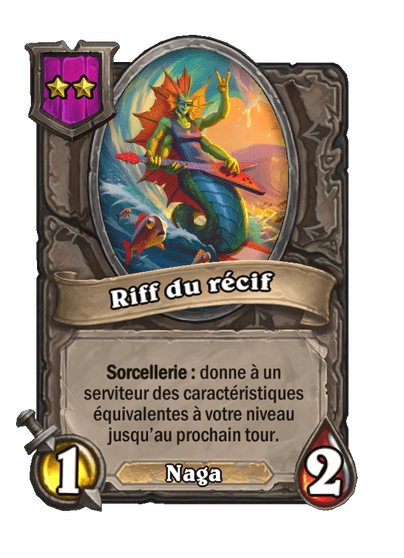 Riff du récif
Sorcellerie : donne à un
serviteur des caractéristiques
équivalentes à votre niveau
jusqu'au prochain tour.
1
Naga
2